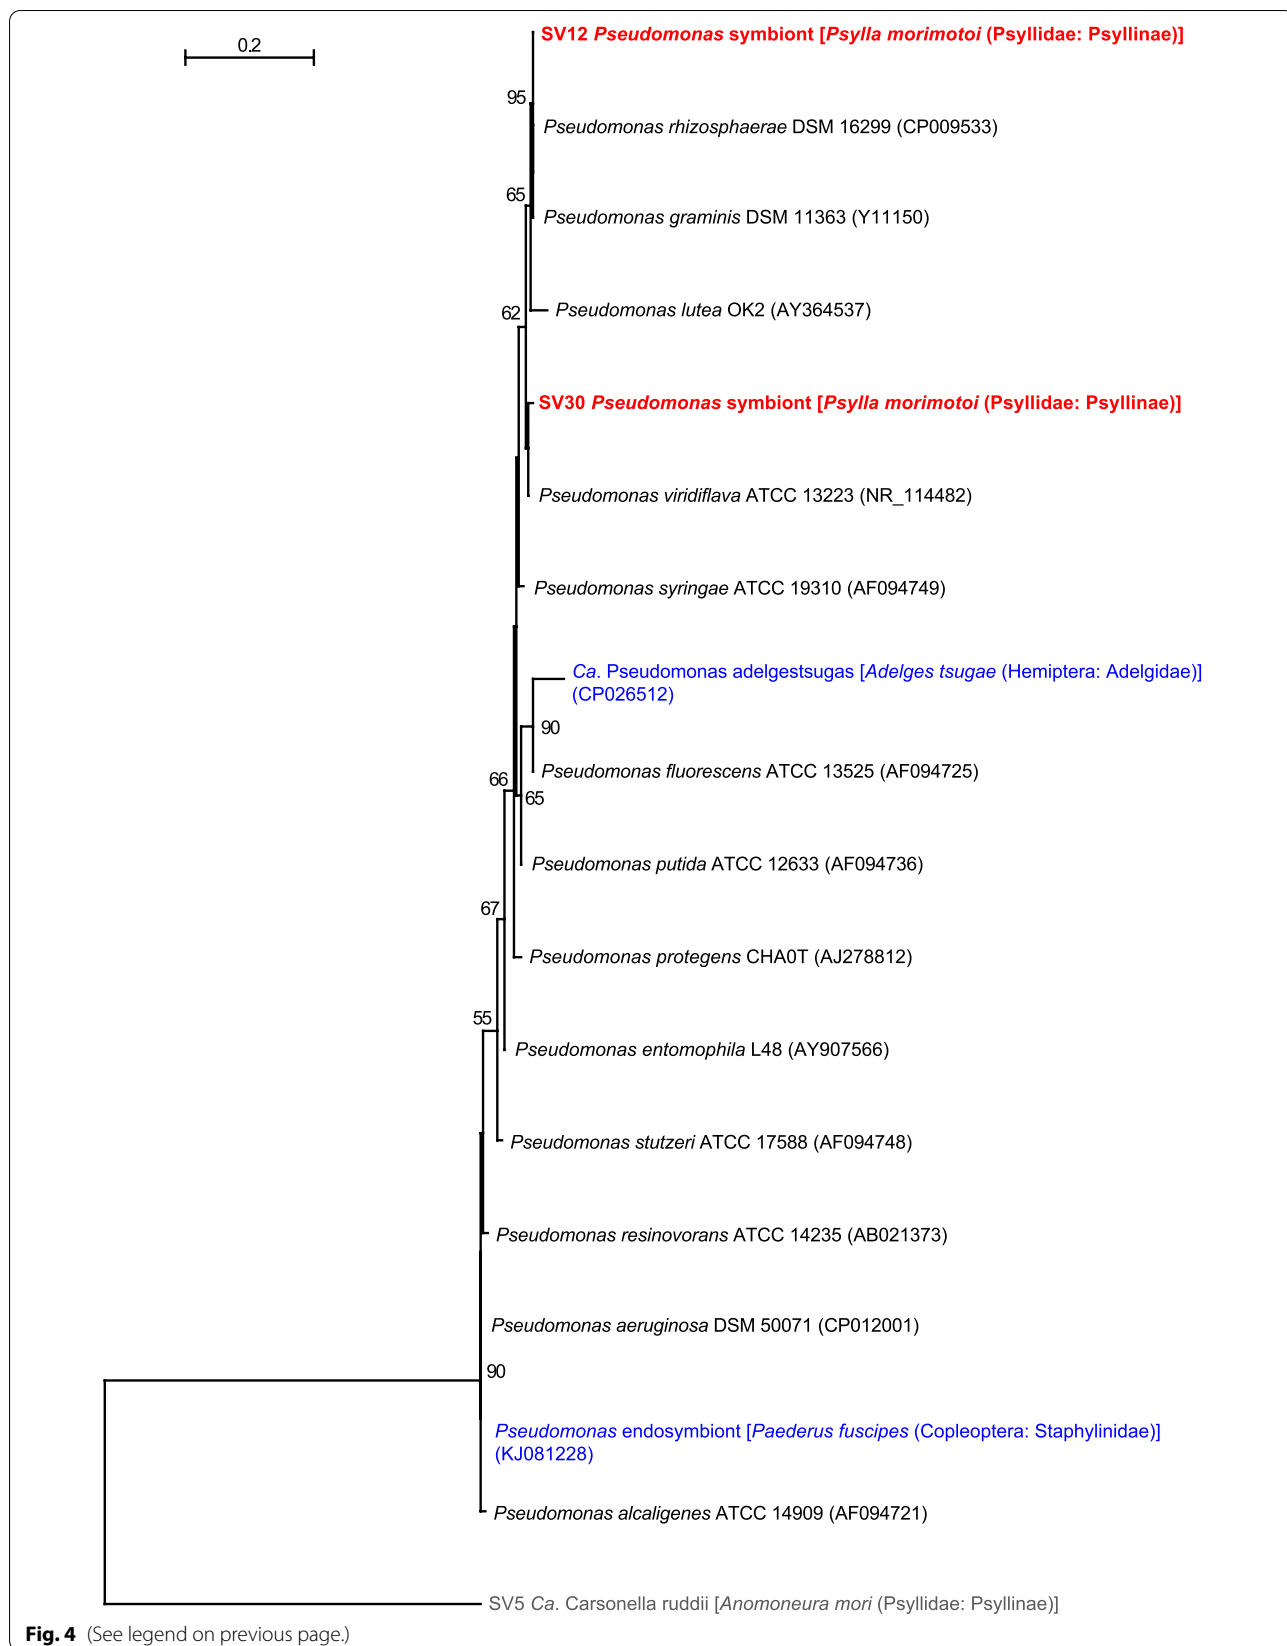 SV12 Pseudomonas symbiont [Psylla morimotoi (Psyllidae: Psyllinae)]
0.2
95
Pseudomonas rhizosphaerae DSM 16299 (CP009533)
65
Pseudomonas graminis DSM 11363 (Y11150)
Pseudomonas lutea OK2 (AY364537)
62
SV30 Pseudomonas symbiont [Psylla morimotoi (Psyllidae: Psyllinae)]
Pseudomonas viridiflava ATCC 13223 (NR_114482)
Pseudomonas syringae ATCC 19310 (AF094749)
Ca. Pseudomonas adelgestsugas [Adelges tsugae (Hemiptera: Adelgidae)]
(CP026512)
90
Pseudomonas fluorescens ATCC 13525 (AF094725)
66
65
Pseudomonas putida ATCC 12633 (AF094736)
67
Pseudomonas protegens CHA0T (AJ278812)
55
Pseudomonas entomophila L48 (AY907566)
Pseudomonas stutzeri ATCC 17588 (AF094748)
Pseudomonas resinovorans ATCC 14235 (AB021373)
Pseudomonas aeruginosa DSM 50071 (CP012001)
90
Pseudomonas endosymbiont [Paederus fuscipes (Copleoptera: Staphylinidae)]
(KJ081228)
Pseudomonas alcaligenes ATCC 14909 (AF094721)
SV5 Ca. Carsonella ruddii [Anomoneura mori (Psyllidae: Psyllinae)]
Fig. 4 (See legend on previous page.)